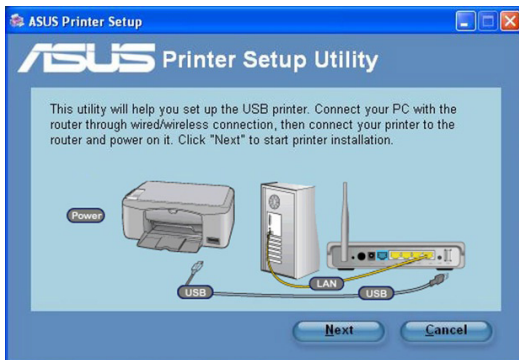 ASUS Printer Setup
ASUS Printer Setup Utility
This utility will help you set up the USB printer. Connect your PC with the
router through wired/wireless connection, then connect your printer to the
router and power on it. Click "Next" to start printer installation.
Power
LAN
USB
USB
Next
Cancel